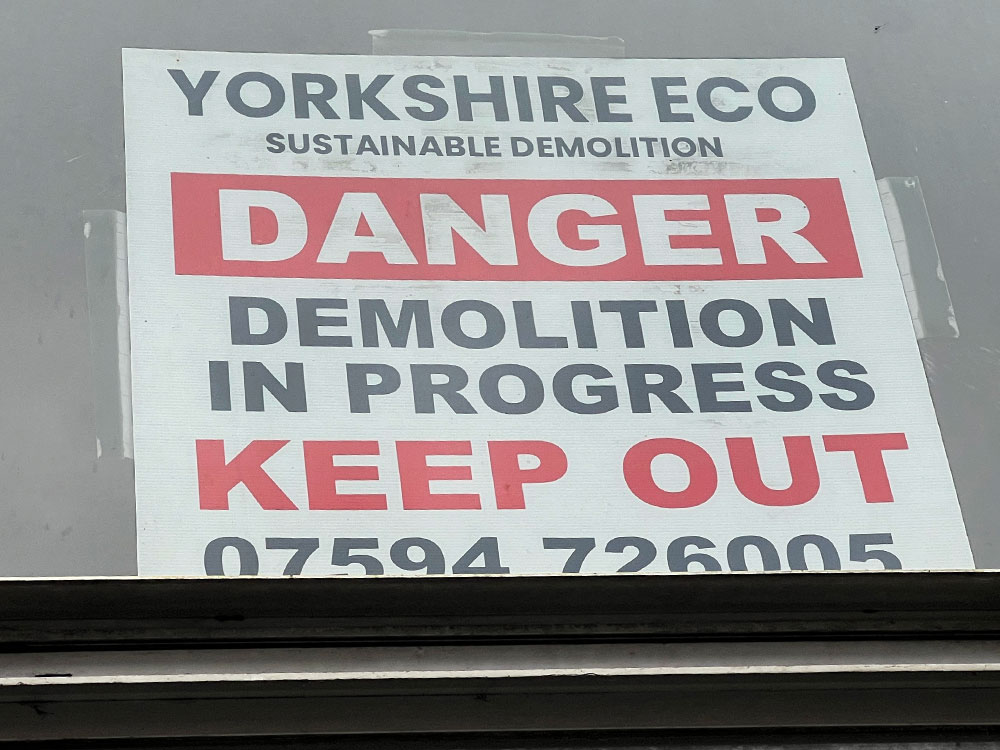 YORKSHIRE ECO
SUSTAINABLE DEMOLITION
DANGER
DEMOLITION
IN PROGRESS
KEEP OUT
07594 726005